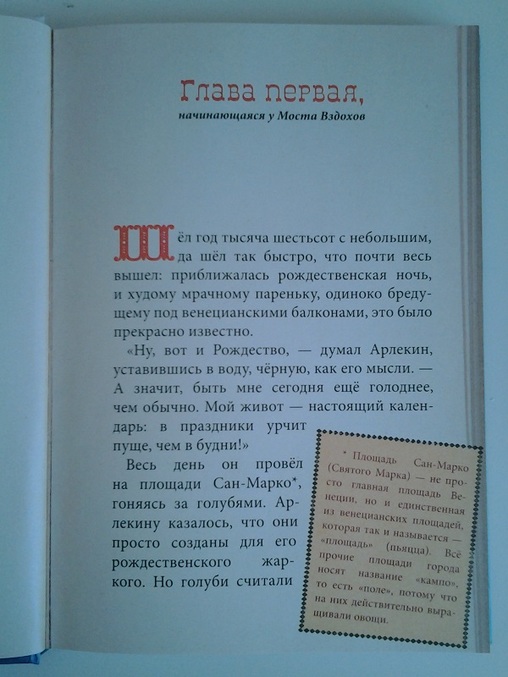 Глава первая,
начинающаяся у Моста Вздохов
Шёл год тысяча шестьсот с небольшим,
да шёл так быстро, что почти весь
вышел: приближалась рождественская ночь,
и худому мрачному пареньку, одиноко бреду-
щему под венецианскими балконами, это было
прекрасно известно.
«Ну, вот и Рождество, — думал Арлекин,
уставившись в воду, чёрную, как его мысли. —
А значит, быть мне сегодня ещё голоднее,
чем обычно. Мой живот — настоящий кален-
дарь: в праздники урчит
пуще, чем в будни!»
Весь день он провёл
на площади Сан-Марко*,
гоняясь за голубями. Ар-
лекину казалось, что они
просто созданы для его
рождественского жар-
кого. Но голуби считали
* Площадь Сан-Марко
(Святого Марка) — не про-
сто главная площадь Ве-
неции, но и единственная
из венецианских площадей,
которая так и называется —
«площадь» (пьяцца). Всё
прочие площади города
носят название «кампо»,
то есть «поле», потому что
на них действительно выра-
щивали овощи.